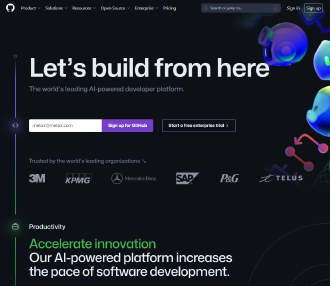 Product
Solutions
Resources
Open Source
Enterprise
Pricing
Search or jump to...
Sign in
Sign up
Let's build from here
The world's leading AI-powered developer platform.
Sign up for GitHub
Start a free enterprise trial
Trusted by the world's leading organizations
3M
KPMG
Mercedes-Benz
SAP
P&G
TELUS
Productivity
Accelerate innovation
Our AI-powered platform increases
the pace of software development.